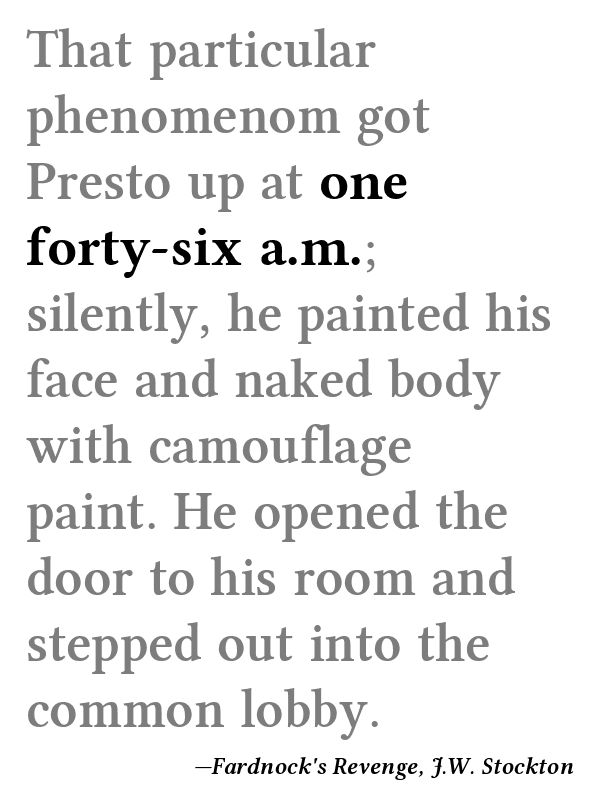 That particular
phenomenom got
Presto up at one
forty-six a.m.;
silently, he painted his
face and naked body
with camouflage
paint. He opened the
door to his room and
stepped out into the
common lobby.
—Fardnock's Revenge, J.W. Stockton